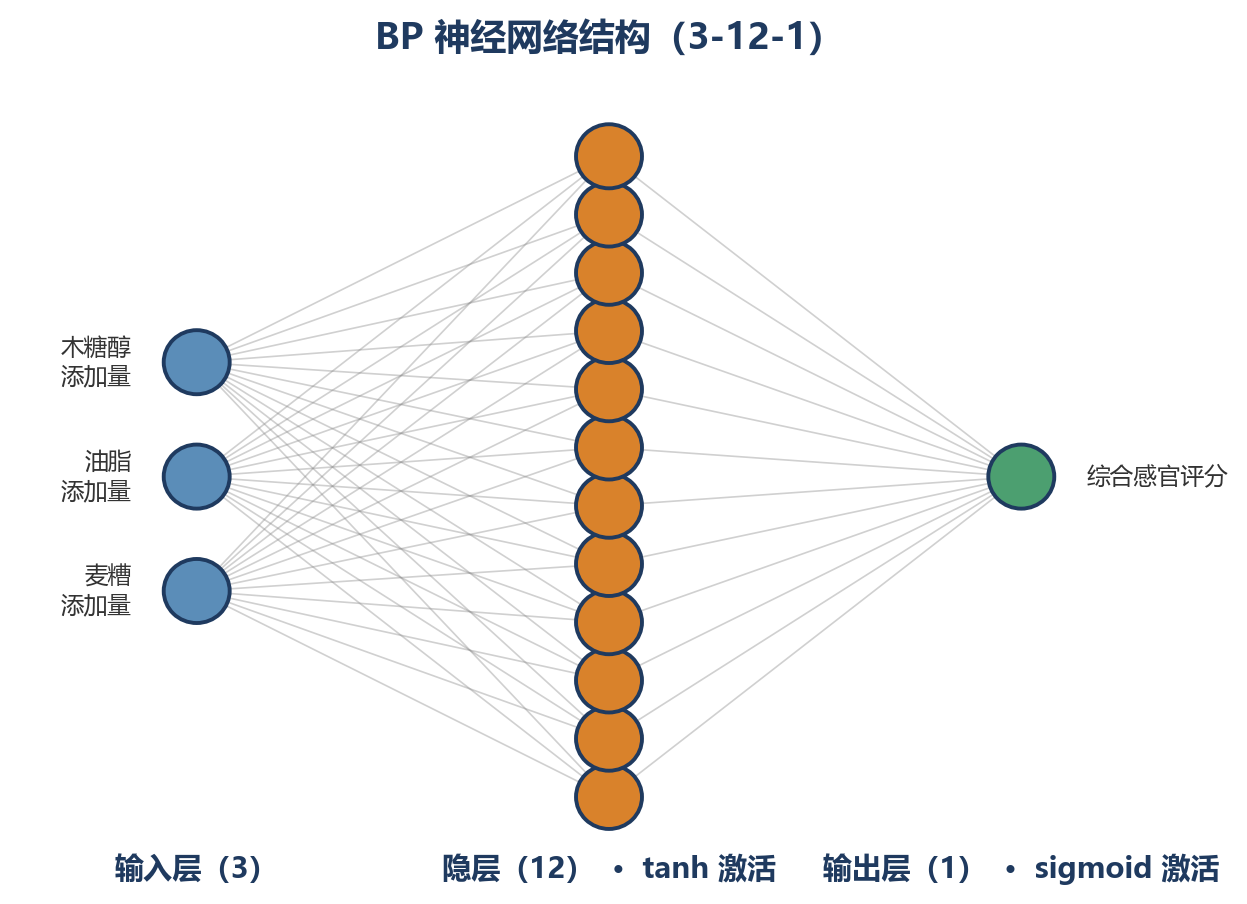 BP 神经网络结构（3-12-1）
木糖醇
添加量
油脂
添加量
麦糟
添加量
综合感官评分
输入层（3）
隐层（12） • tanh 激活
输出层（1） • sigmoid 激活